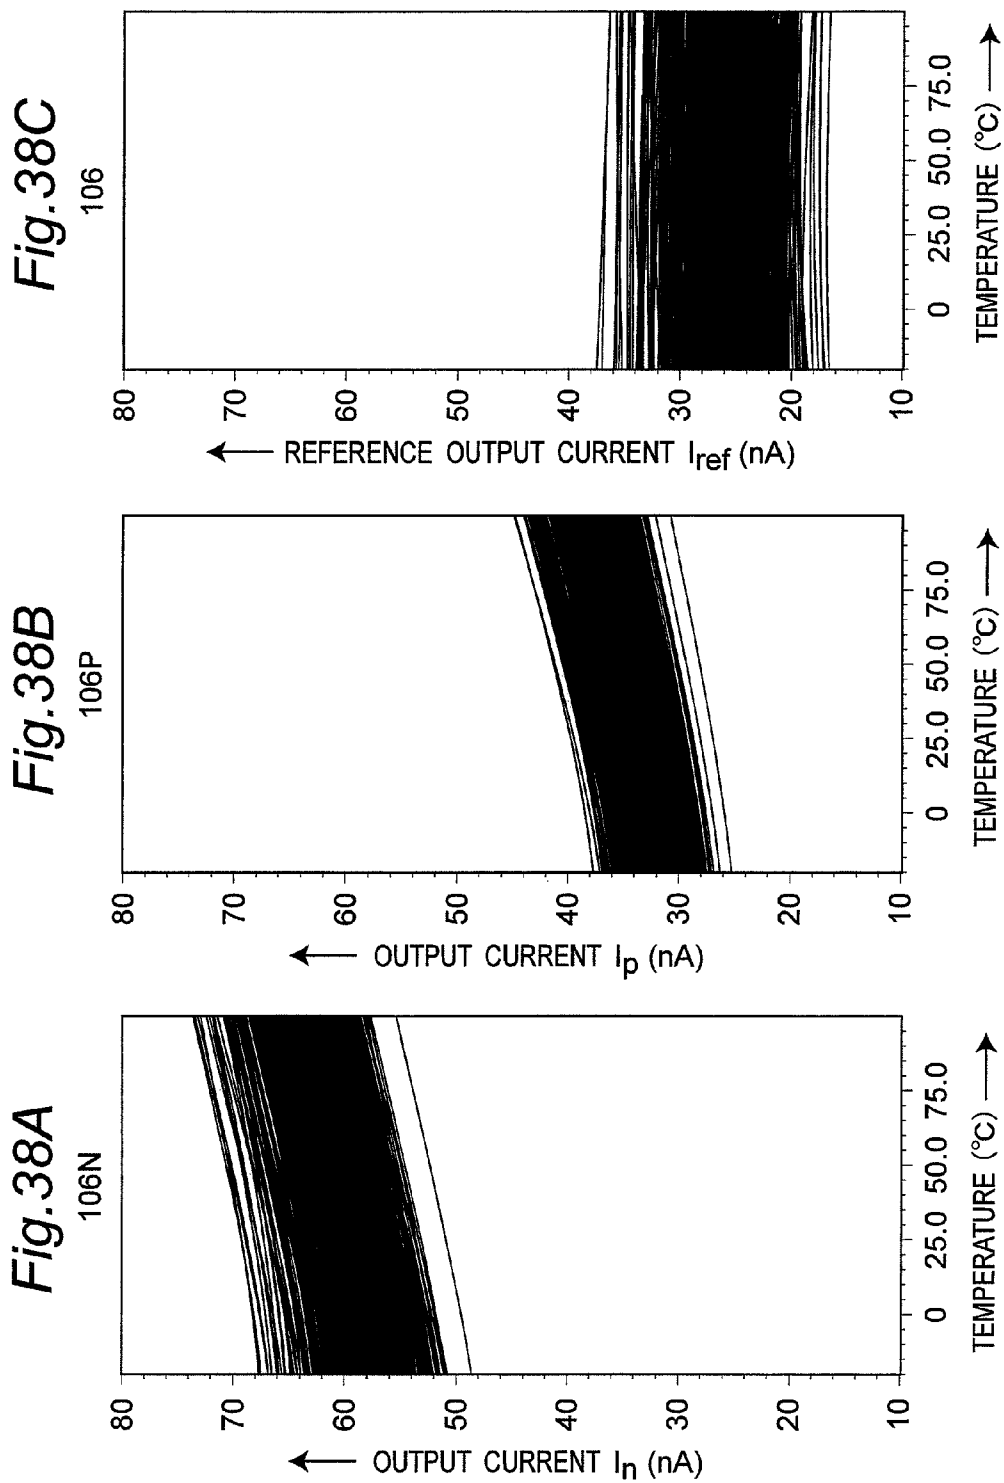 Fig.38A
106N
80
70
60
50
40
30
20
10
OUTPUT CURRENT In (nA)
0 25.0 50.0 75.0
TEMPERATURE (°C)
Fig.38B
106P
80
70
60
50
40
30
20
10
OUTPUT CURRENT Ip (nA)
0 25.0 50.0 75.0
TEMPERATURE (°C)
Fig.38C
106
80
70
60
50
40
30
20
10
REFERENCE OUTPUT CURRENT Iref (nA)
0 25.0 50.0 75.0
TEMPERATURE (°C)